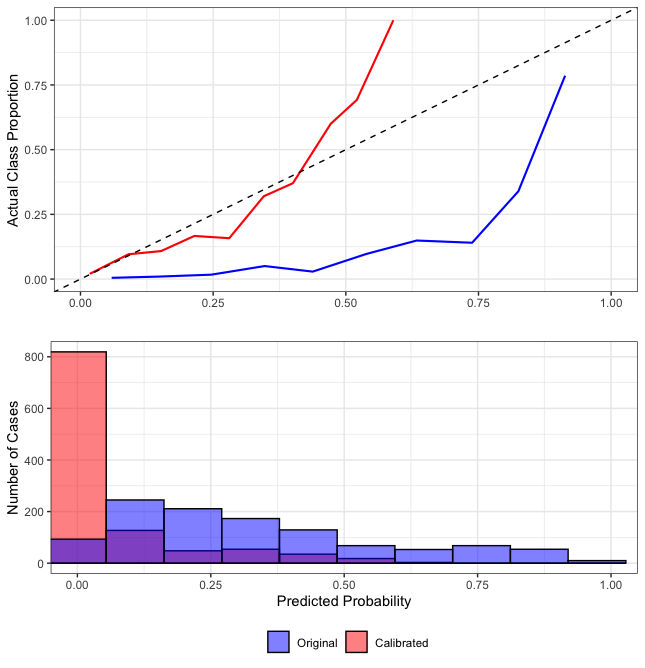 Actual Class Proportion
1.00
0.75
0.50
0.25
0.00
0.00 0.25 0.50 0.75 1.00
Number of Cases
800
600
400
200
0
0.00 0.25 0.50 0.75 1.00
Predicted Probability
Original Calibrated